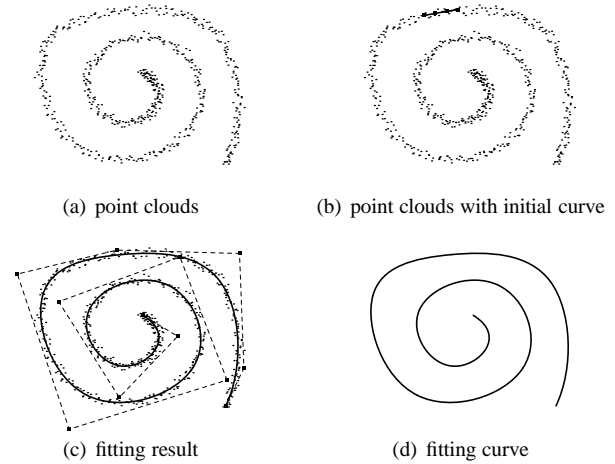 (a) point clouds
(b) point clouds with initial curve
(c) fitting result
(d) fitting curve